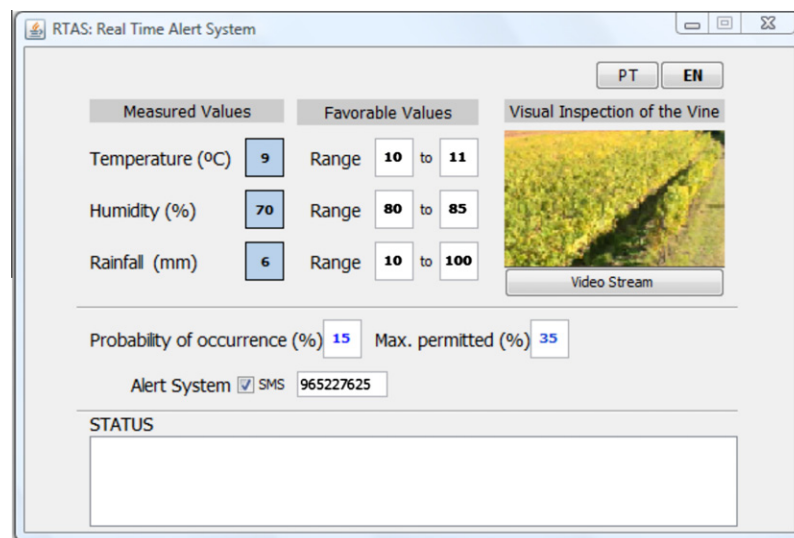 RTAS: Real Time Alert System
PT EN
Measured Values Favorable Values Visual Inspection of the Vine
Temperature (ºC) 9 Range 10 to 11
Humidity (%) 70 Range 80 to 85
Rainfall (mm) 6 Range 10 to 100
Video Stream
Probability of occurrence (%) 15 Max. permitted (%) 35
Alert System SMS 965227625
STATUS